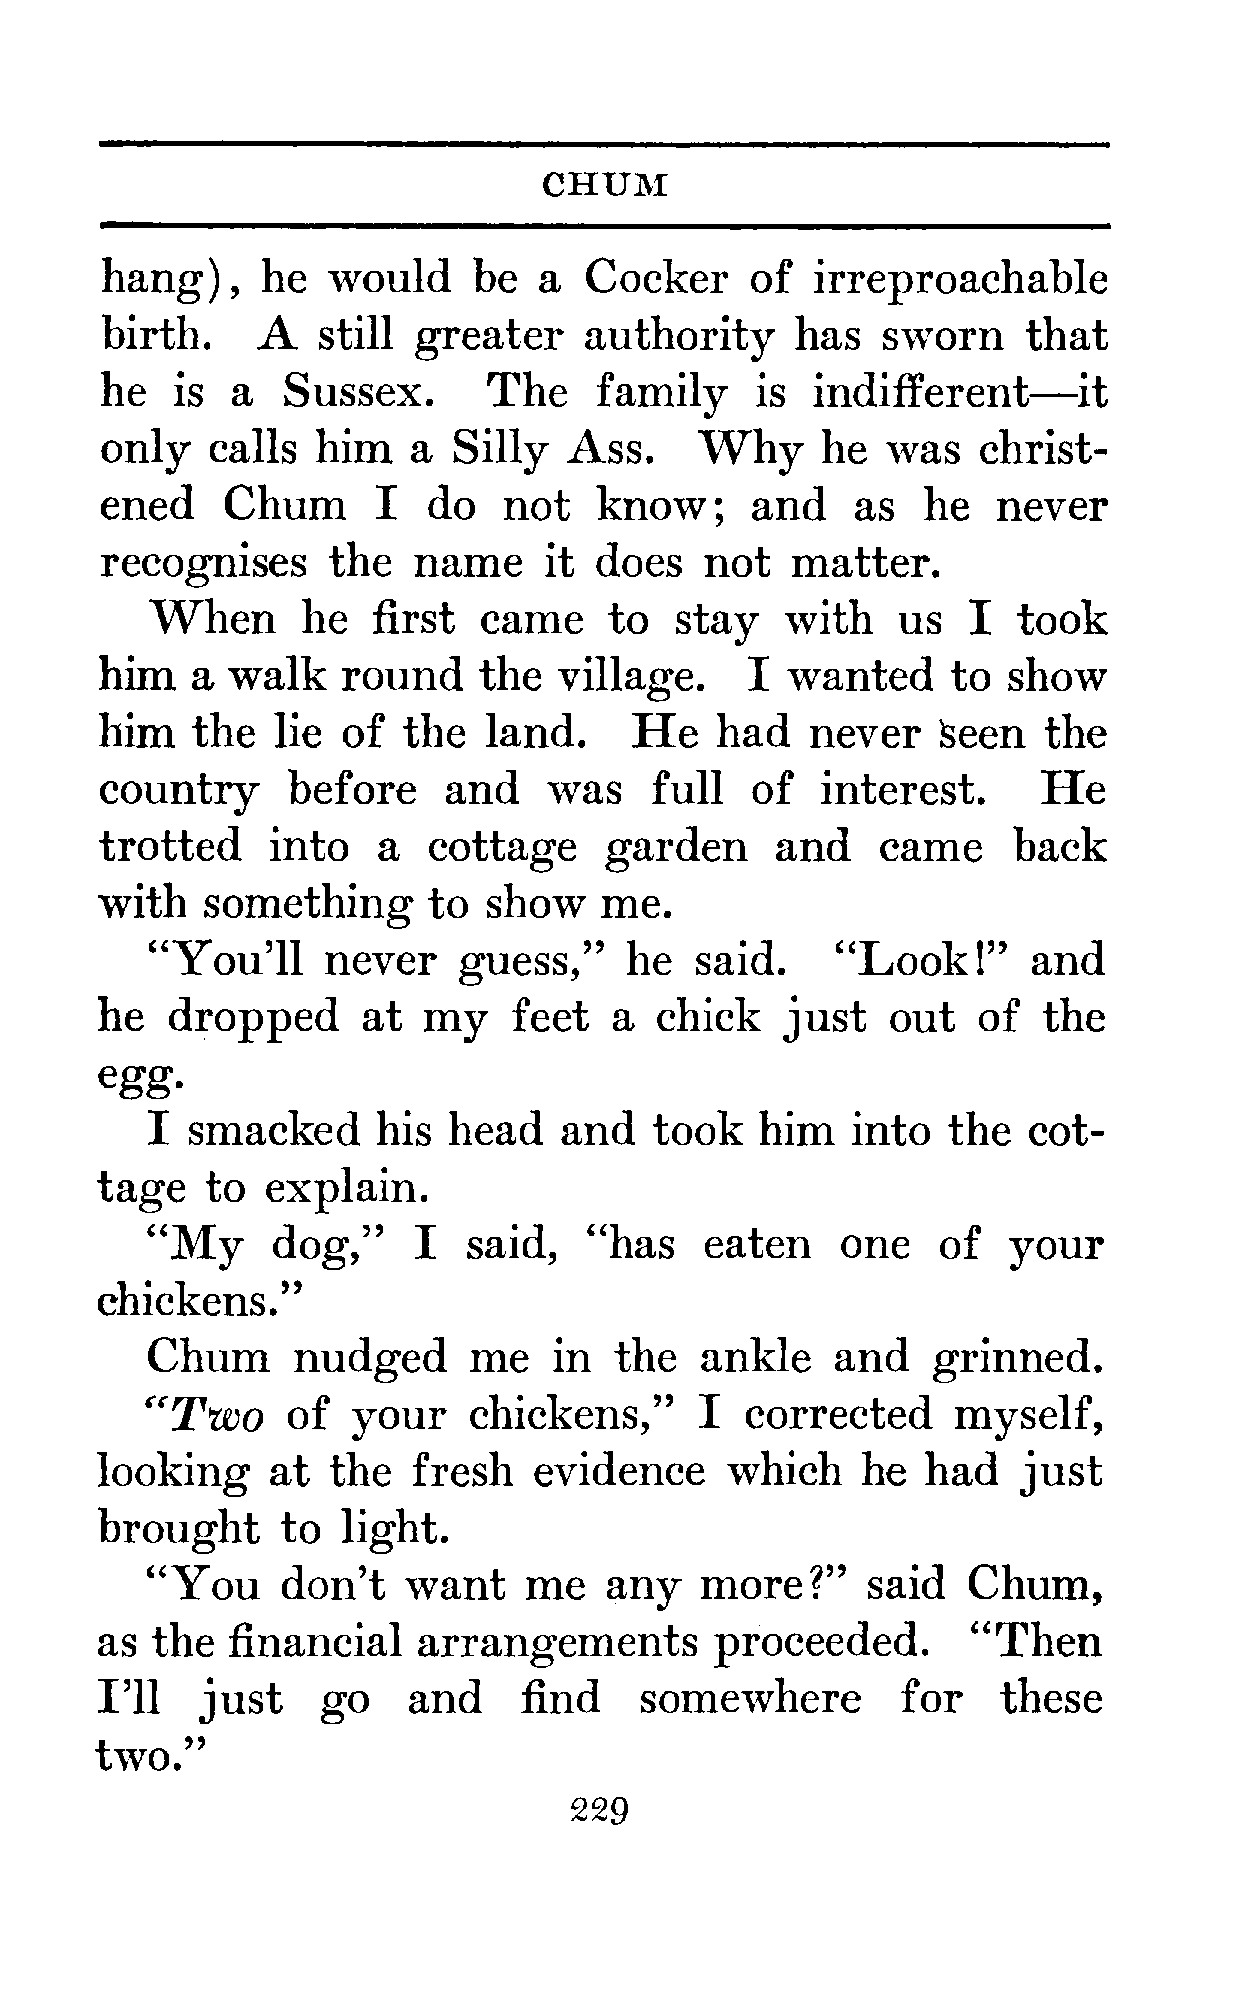 CHUM
hang), he would be a Cocker of irreproachable
birth. A still greater authority has sworn that
he is a Sussex. The family is indifferent—it
only calls him a Silly Ass. Why he was christ-
ened Chum I do not know; and as he never
recognises the name it does not matter.
When he first came to stay with us I took
him a walk round the village. I wanted to show
him the lie of the land. He had never seen the
country before and was full of interest. He
trotted into a cottage garden and came back
with something to show me.
"You'll never guess," he said. "Look!" and
he dropped at my feet a chick just out of the
egg.
I smacked his head and took him into the cot-
tage to explain.
"My dog," I said, "has eaten one of your
chickens."
Chum nudged me in the ankle and grinned.
"Two of your chickens," I corrected myself,
looking at the fresh evidence which he had just
brought to light.
"You don't want me any more?" said Chum,
as the financial arrangements proceeded. "Then
I'll just go and find somewhere for these
two."
229